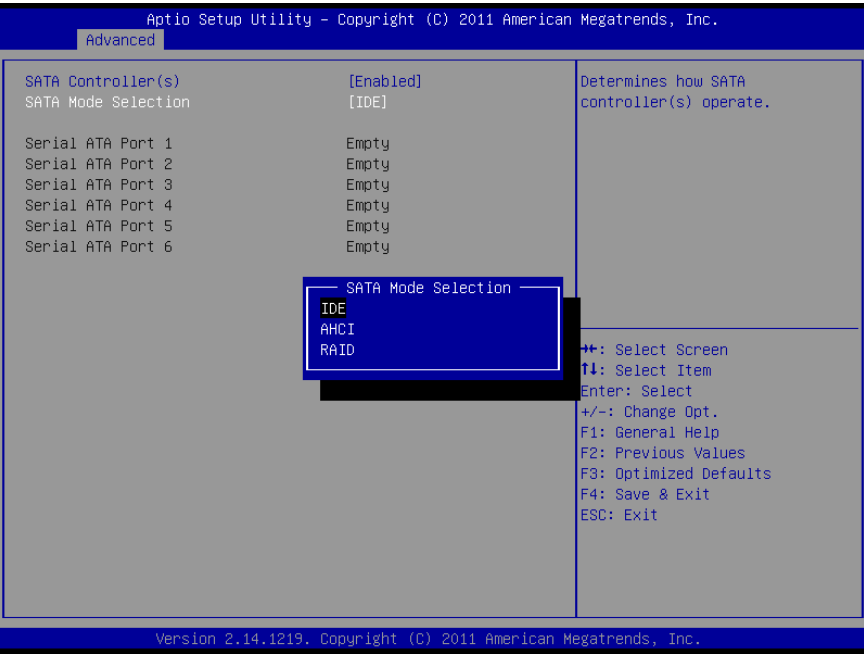 Aptio Setup Utility – Copyright (C) 2011 American Megatrends, Inc.
Advanced
SATA Controller(s) [Enabled]
SATA Mode Selection [IDE]
Serial ATA Port 1 Empty
Serial ATA Port 2 Empty
Serial ATA Port 3 Empty
Serial ATA Port 4 Empty
Serial ATA Port 5 Empty
Serial ATA Port 6 Empty
SATA Mode Selection
IDE
AHCI
RAID
Determines how SATA
controller(s) operate.
→←: Select Screen
↑↓: Select Item
Enter: Select
+/-: Change Opt.
F1: General Help
F2: Previous Values
F3: Optimized Defaults
F4: Save & Exit
ESC: Exit
Version 2.14.1219. Copyright (C) 2011 American Megatrends, Inc.